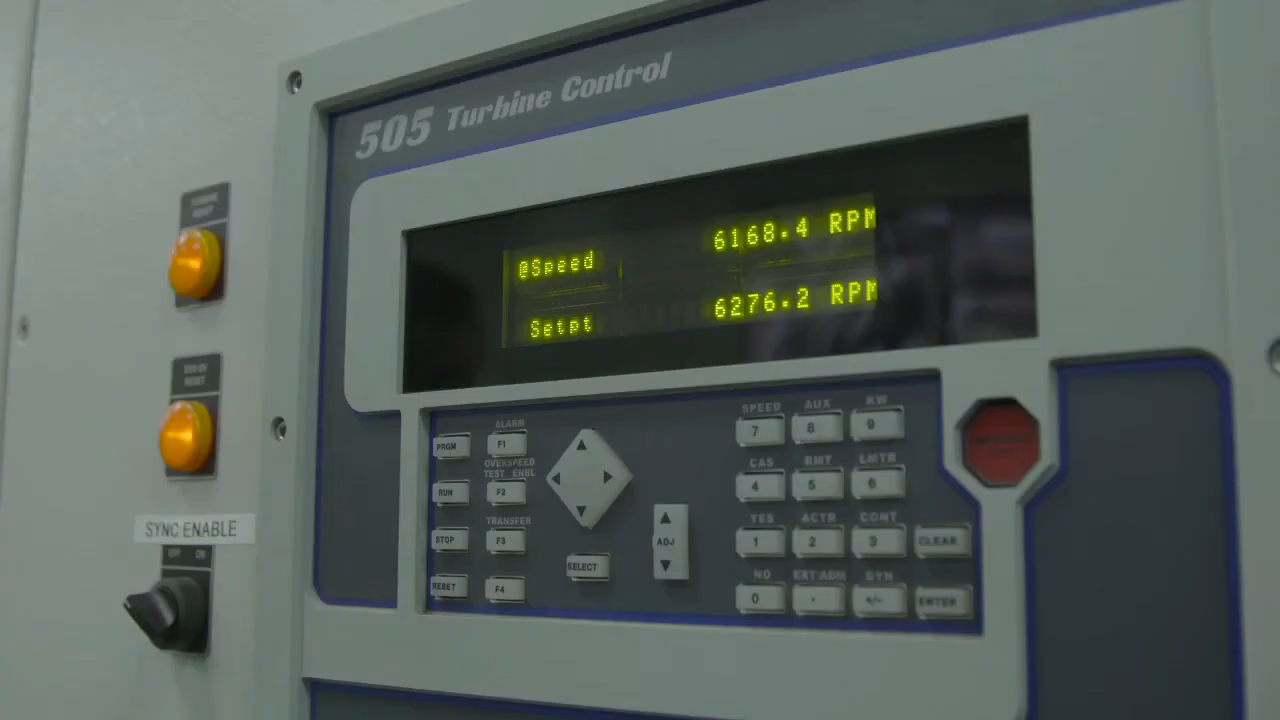 505 Turbine Control
@Speed 6168.4 RPM
Setpt 6276.2 RPM
RESET
SYNC ENABLE
OFF ON
ALARM
PRGM F1
OVERSPEED
TEST ENBL
RUN F2
TRANSFER
STOP F3
RESET F4
SELECT
ADJ
SPEED AUX KW
7 8 9
CAS RMT LMTR
4 5 6
YES ACTR CONT
1 2 3 CLEAR
NO EXT ADM DYN
0 . +/- ENTER